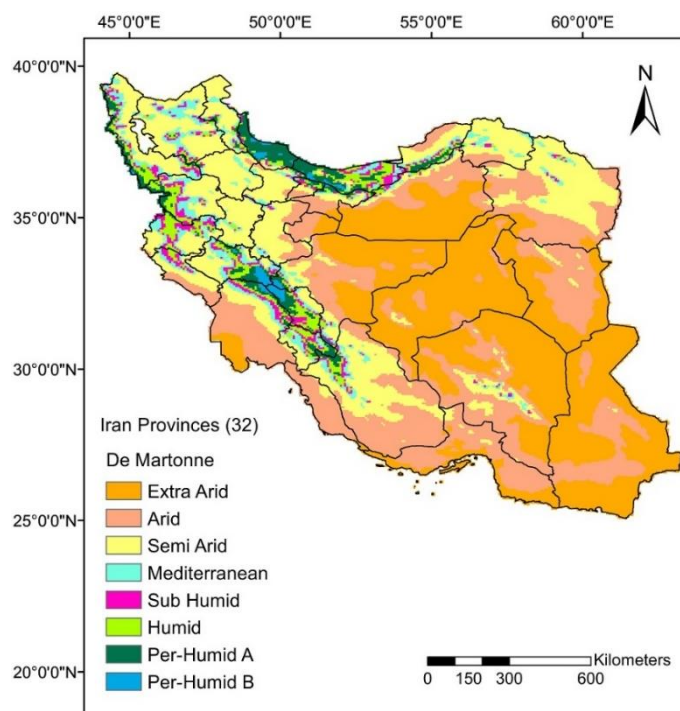 45°0'0"E 50°0'0"E 55°0'0"E 60°0'0"E
40°0'0"N
N
35°0'0"N
30°0'0"N
Iran Provinces (32)
De Martonne
Extra Arid
25°0'0"N
Arid
Semi Arid
Mediterranean
Sub Humid
Humid
20°0'0"N
Per-Humid A
Per-Humid B
Kilometers
0 150 300 600